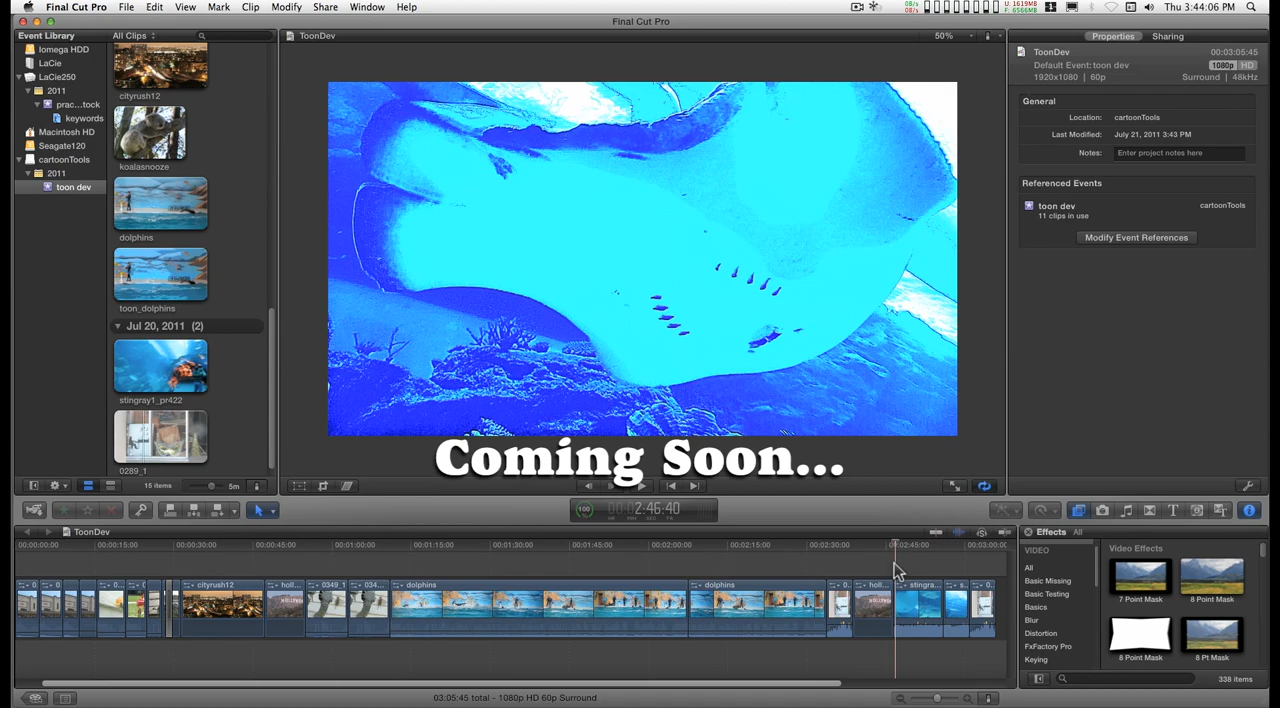 Final Cut Pro File Edit View Mark Clip Modify Share Window Help
Thu 3:44:06 PM
Final Cut Pro
Event Library
All Clips
Iomega HDD
LaCie
LaCie250
2011
prac...tock
keywords
Macintosh HD
Seagate120
cartoonTools
2011
toon dev
cityrush12
koalasnooze
dolphins
toon_dolphins
Jul 20, 2011 (2)
stingray1_pr422
0289_1
15 items
5m
ToonDev
50%
Coming Soon...
Properties Sharing
ToonDev
00:03:05:45
Default Event: toon dev
1080p HD
1920x1080 | 60p
Surround | 48kHz
General
Location: cartoonTools
Last Modified: July 21, 2011 3:43 PM
Notes: Enter project notes here
Referenced Events
toon dev
cartoonTools
11 clips in use
Modify Event References
100
2:46:40
ToonDev
00:00:00:00 00:00:15:00 00:00:30:00 00:00:45:00 00:01:00:00 00:01:15:00 00:01:30:00 00:01:45:00 00:02:00:00 00:02:15:00 00:02:30:00 00:02:45:00 00:03:00:00
cityrush12 holl... 0349_1 034... dolphins dolphins 0... holl... stingra... s... 0...
03:05:45 total - 1080p HD 60p Surround
Effects All
VIDEO
All
Basic Missing
Basic Testing
Basics
Blur
Distortion
FxFactory Pro
Keying
Video Effects
7 Point Mask
8 Point Mask
8 Point Mask
8 Pt Mask
338 items